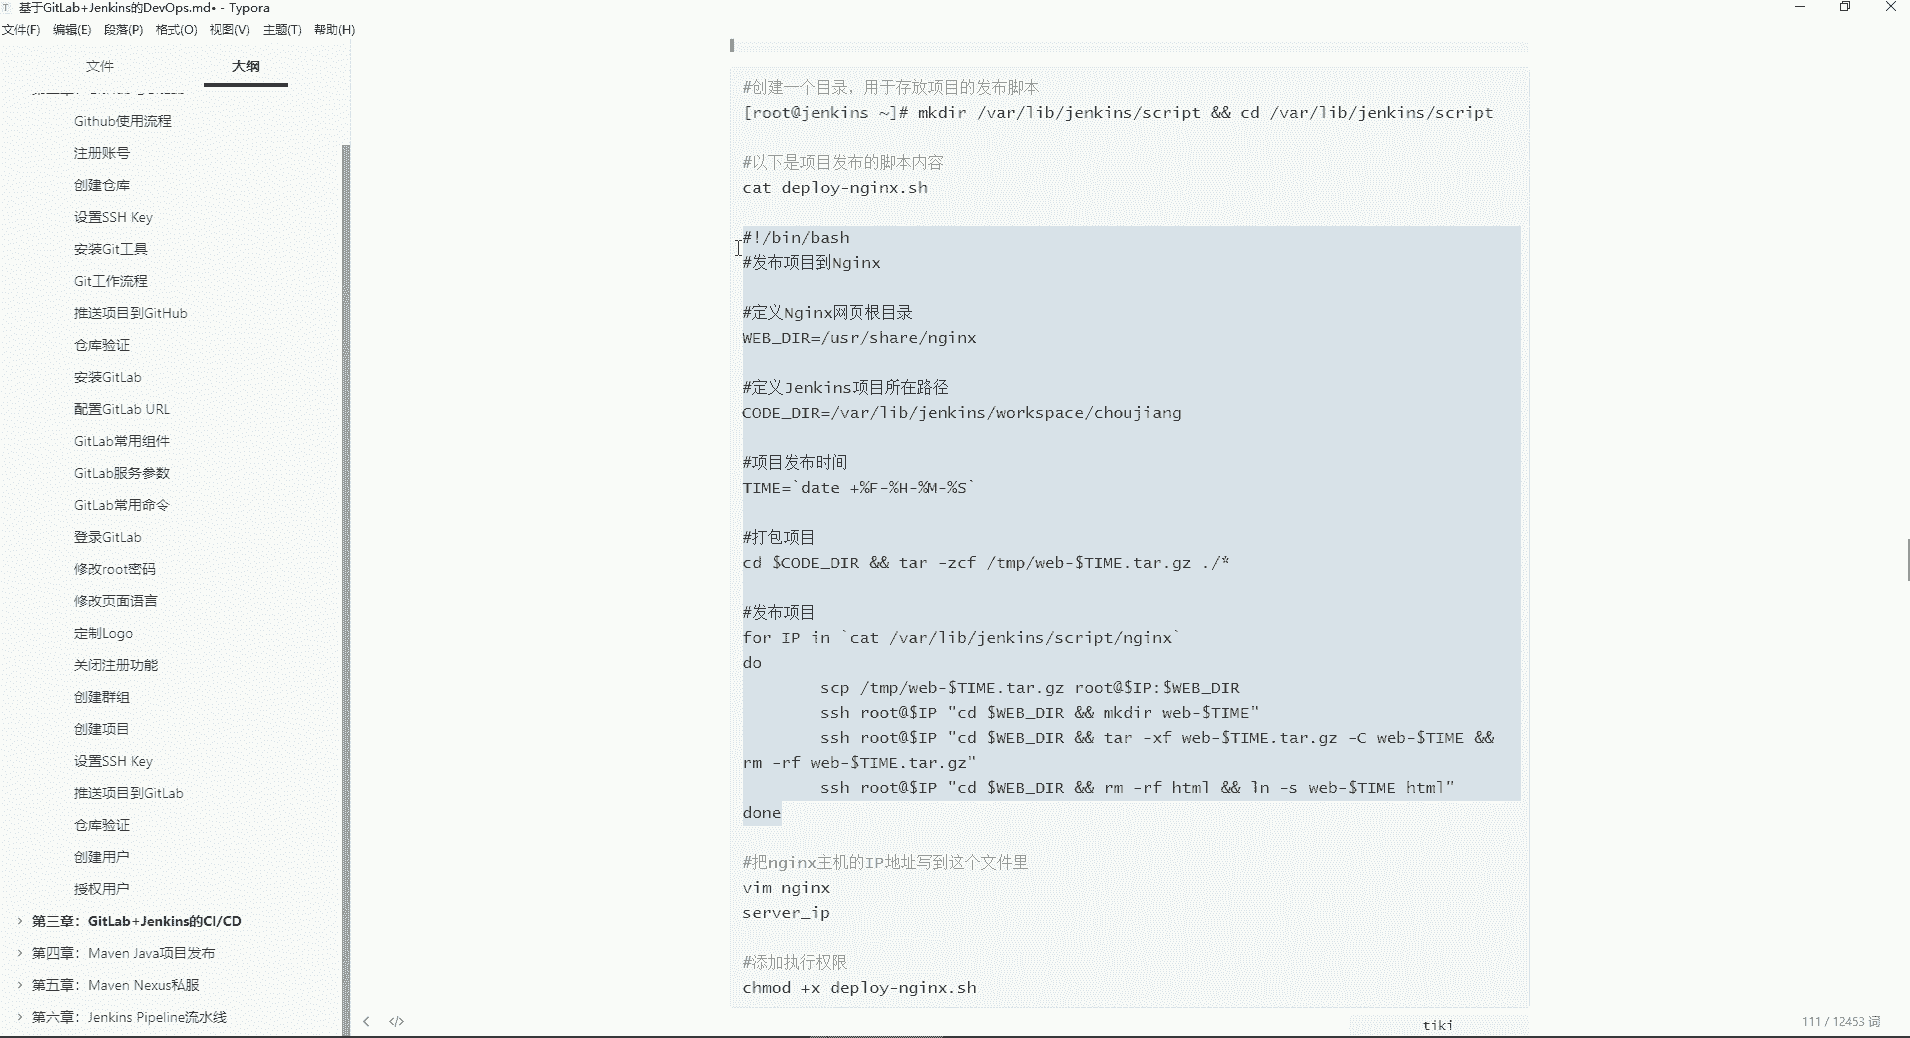 基于GitLab+Jenkins的DevOps.md• - Typora
文件(F) 编辑(E) 段落(P) 格式(O) 视图(V) 主题(T) 帮助(H)
文件 大纲
Github使用流程
注册账号
创建仓库
设置SSH Key
安装Git工具
Git工作流程
推送项目到GitHub
仓库验证
安装GitLab
配置GitLab URL
GitLab常用组件
GitLab服务参数
GitLab常用命令
登录GitLab
修改root密码
修改页面语言
定制Logo
关闭注册功能
创建群组
创建项目
设置SSH Key
推送项目到GitLab
仓库验证
创建用户
授权用户
第三章：GitLab+Jenkins的CI/CD
第四章：Maven Java项目发布
第五章：Maven Nexus私服
第六章：Jenkins Pipeline流水线
#创建一个目录，用于存放项目的发布脚本
[root@jenkins ~]# mkdir /var/lib/jenkins/script && cd /var/lib/jenkins/script
#以下是项目发布的脚本内容
cat deploy-nginx.sh
#!/bin/bash
#发布项目到Nginx
#定义Nginx网页根目录
WEB_DIR=/usr/share/nginx
#定义Jenkins项目所在路径
CODE_DIR=/var/lib/jenkins/workspace/choujiang
#项目发布时间
TIME=`date +%F-%H-%M-%S`
#打包项目
cd $CODE_DIR && tar -zcf /tmp/web-$TIME.tar.gz ./*
#发布项目
for IP in `cat /var/lib/jenkins/script/nginx`
do
scp /tmp/web-$TIME.tar.gz root@$IP:$WEB_DIR
ssh root@$IP "cd $WEB_DIR && mkdir web-$TIME"
ssh root@$IP "cd $WEB_DIR && tar -xf web-$TIME.tar.gz -C web-$TIME &&
rm -rf web-$TIME.tar.gz"
ssh root@$IP "cd $WEB_DIR && rm -rf html && ln -s web-$TIME html"
done
#把nginx主机的IP地址写到这个文件里
vim nginx
server_ip
#添加执行权限
chmod +x deploy-nginx.sh
tiki
111 / 12453 词